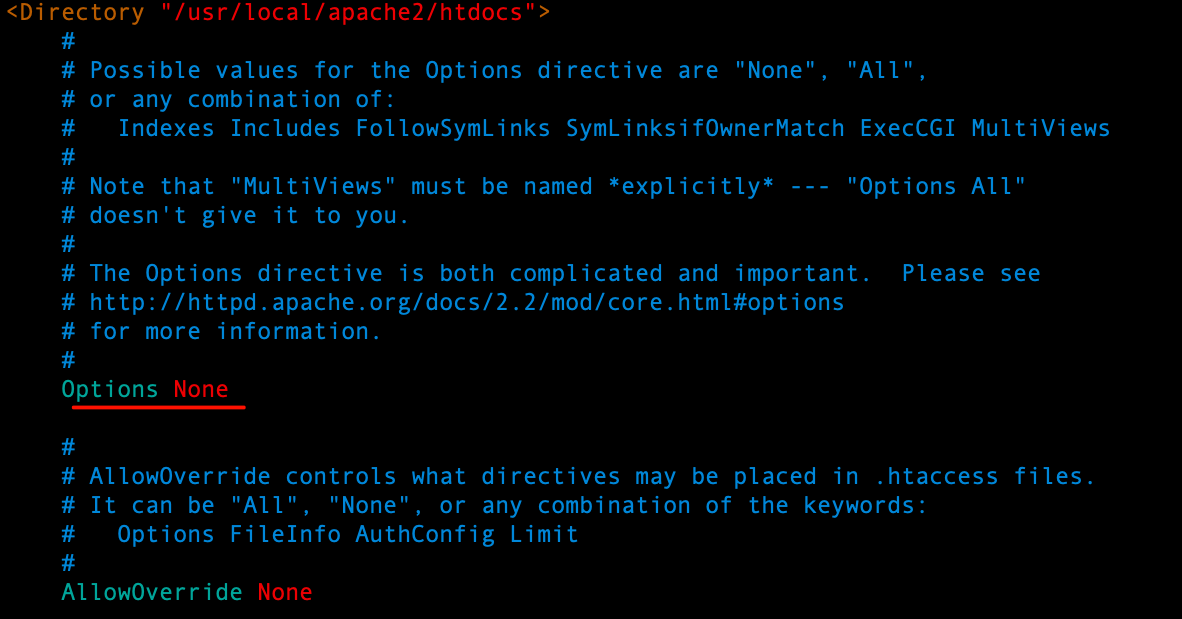 <Directory "/usr/local/apache2/htdocs">
#
# Possible values for the Options directive are "None", "All",
# or any combination of:
#   Indexes Includes FollowSymLinks SymLinksifOwnerMatch ExecCGI MultiViews
#
# Note that "MultiViews" must be named *explicitly* --- "Options All"
# doesn't give it to you.
#
# The Options directive is both complicated and important.  Please see
# http://httpd.apache.org/docs/2.2/mod/core.html#options
# for more information.
#
Options None
#
# AllowOverride controls what directives may be placed in .htaccess files.
# It can be "All", "None", or any combination of the keywords:
#   Options FileInfo AuthConfig Limit
#
AllowOverride None